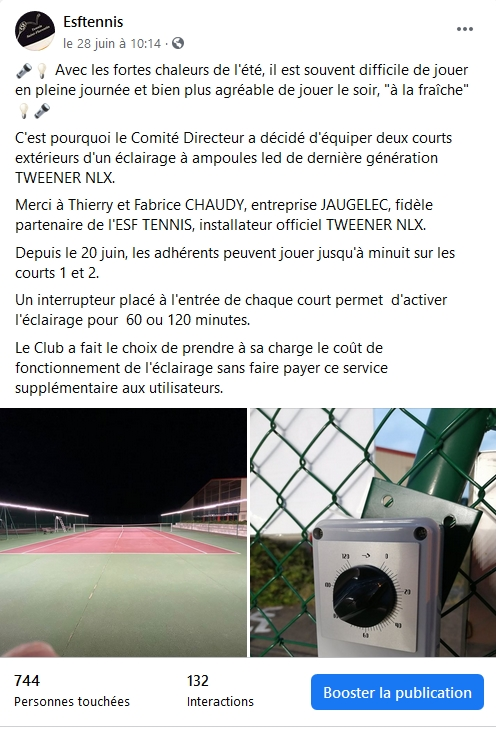 Esftennis
le 28 juin à 10:14 ·
🔦💡 Avec les fortes chaleurs de l'été, il est souvent difficile de jouer
en pleine journée et bien plus agréable de jouer le soir, "à la fraîche"
💡🔦
C'est pourquoi le Comité Directeur a décidé d'équiper deux courts
extérieurs d'un éclairage à ampoules led de dernière génération
TWEENER NLX.
Merci à Thierry et Fabrice CHAUDY, entreprise JAUGELEC, fidèle
partenaire de l'ESF TENNIS, installateur officiel TWEENER NLX.
Depuis le 20 juin, les adhérents peuvent jouer jusqu'à minuit sur les
courts 1 et 2.
Un interrupteur placé à l'entrée de chaque court permet  d'activer
l'éclairage pour  60 ou 120 minutes.
Le Club a fait le choix de prendre à sa charge le coût de
fonctionnement de l'éclairage sans faire payer ce service
supplémentaire aux utilisateurs.
120 0
20
60
744
Personnes touchées
132
Interactions
Booster la publication